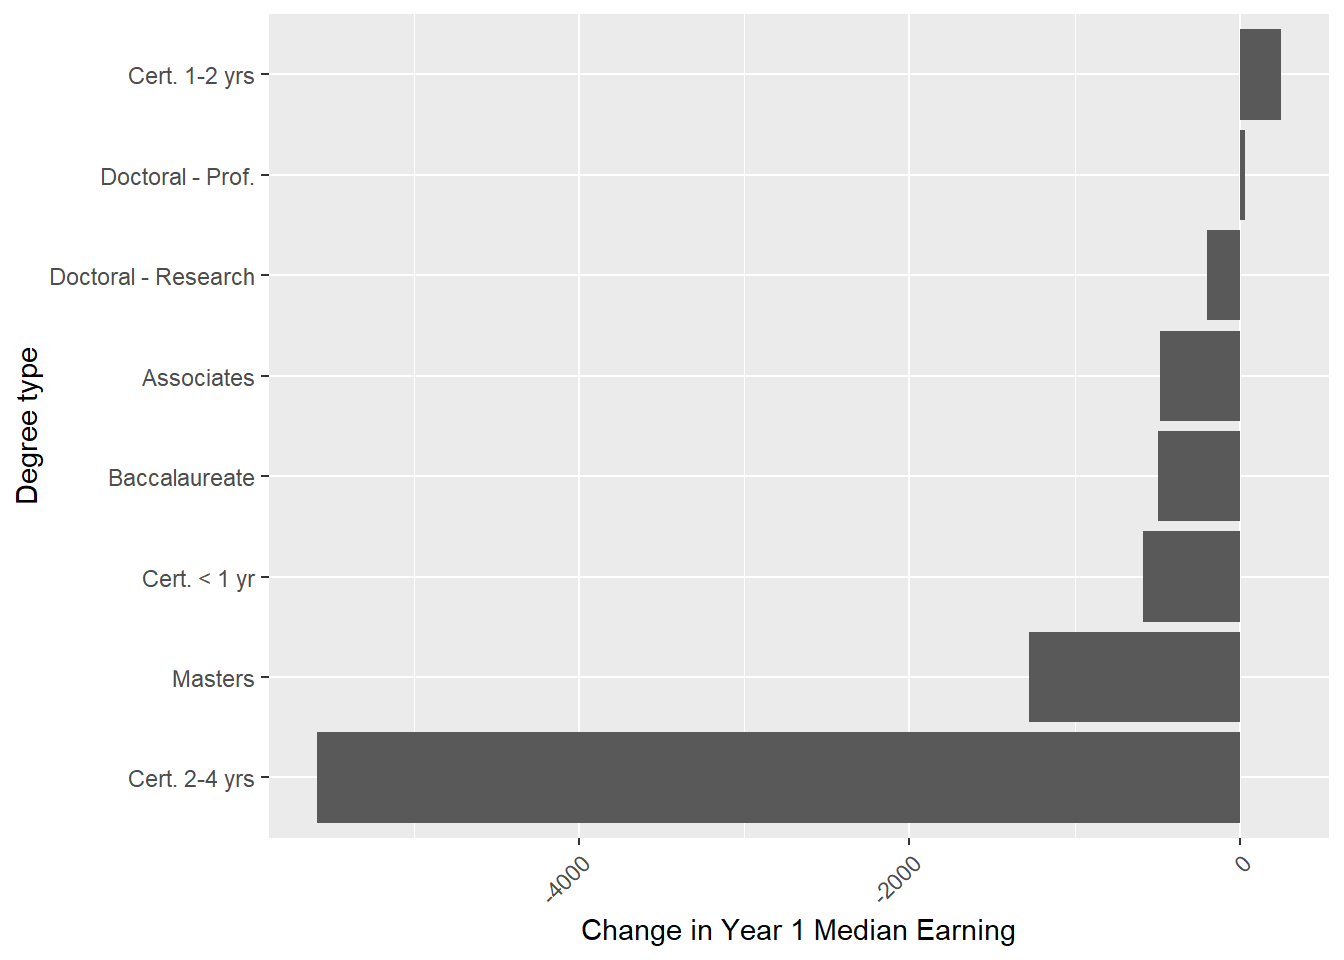 Cert. 1-2 yrs
Doctoral - Prof.
Doctoral - Research
Associates
Baccalaureate
Cert. < 1 yr
Masters
Cert. 2-4 yrs
Degree type
-4000
-2000
0
Change in Year 1 Median Earning